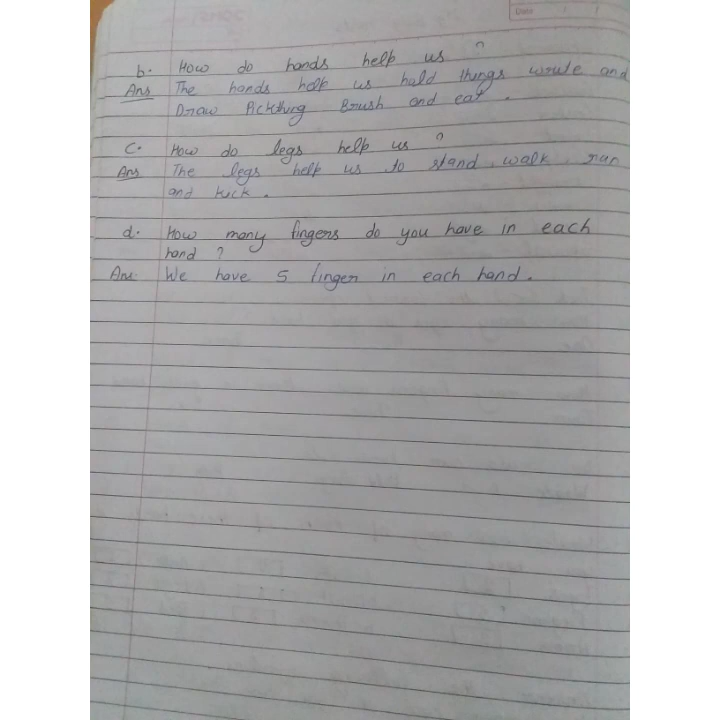 Date
b. How do hands help us ?
Ans The hands help us hold things write and
Draw Brush and eat .
c. How do legs help us ?
Ans The legs help us to stand, walk, run
and kick .
d. How many fingers do you have in each
hand ?
Ans We have 5 finger in each hand .